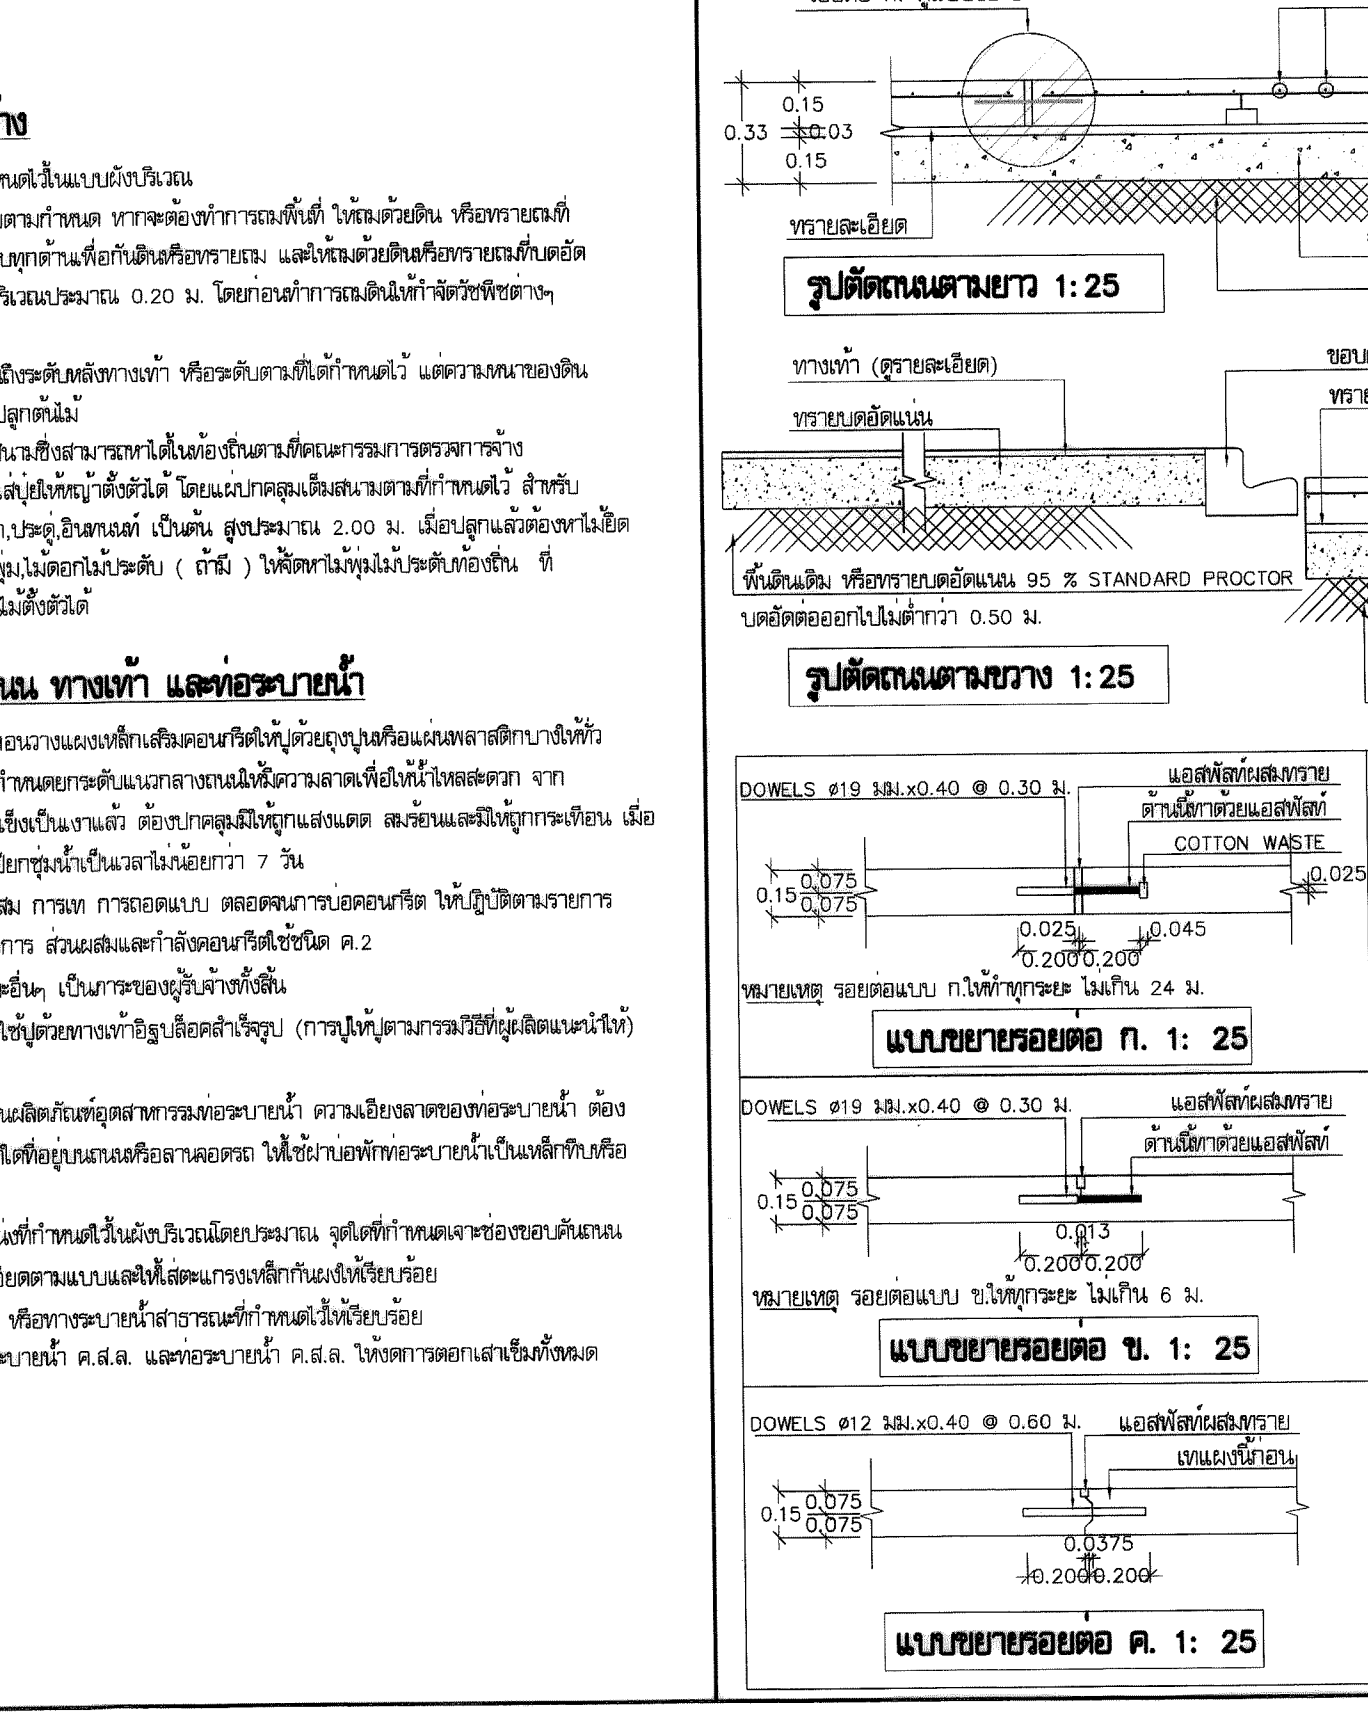 หนดไว้ในแบบผังบริเวณ
ตามกำหนด หากจะต้องทำการถมพื้นที่ ให้ถมด้วยดิน หรือทรายถมที่
บทุกด้านเพื่อกันดินหรือทรายถม และให้ถมด้วยดินหรือทรายถมที่บดอัด
ริเวณประมาณ 0.20 ม. โดยก่อนทำการถมดินให้กำจัดวัชพืชต่างๆ
ถึงระดับหลังทางเท้า หรือระดับตามที่ได้กำหนดไว้ แต่ความหนาของดิน
ปลูกต้นไม้
สนามซึ่งสามารถหาได้ในท้องถิ่นตามที่คณะกรรมการตรวจการจ้าง
ใส่ปุ๋ยให้หญ้าตั้งตัวได้ โดยแผ่ปกคลุมเต็มสนามตามที่กำหนดไว้ สำหรับ
,ประดู่,อินทนนท์ เป็นต้น สูงประมาณ 2.00 ม. เมื่อปลูกแล้วต้องหาไม้ยึด
พุ่ม,ไม้ดอกไม้ประดับ ( ถ้ามี ) ให้จัดหาไม้พุ่มไม้ประดับท้องถิ่น ที่
ไม้ตั้งตัวได้
นน ทางเท้า และท่อระบายน้ำ
อนวางแผงเหล็กเสริมคอนกรีตให้ปูด้วยถุงปูนหรือแผ่นพลาสติกบางให้ทั่ว
กำหนดยกระดับแนวกลางถนนให้มีความลาดเพื่อให้น้ำไหลสะดวก จาก
แข็งเป็นเงาแล้ว ต้องปกคลุมมิให้ถูกแสงแดด ลมร้อนและมิให้ถูกกระเทือน เมื่อ
ปียกชุ่มน้ำเป็นเวลาไม่น้อยกว่า 7 วัน
สม การเท การถอดแบบ ตลอดจนการบ่มคอนกรีต ให้ปฏิบัติตามรายการ
การ ส่วนผสมและกำลังคอนกรีตใช้ชนิด ค.2
ะอื่นๆ เป็นภาระของผู้รับจ้างทั้งสิ้น
ใช้ปูด้วยทางเท้าอิฐบล็อคสำเร็จรูป (การปูให้ปูตามกรรมวิธีที่ผู้ผลิตแนะนำให้)
นผลิตภัณฑ์อุตสาหกรรมท่อระบายน้ำ ความเอียงลาดของท่อระบายน้ำ ต้อง
ใดที่อยู่บนถนนหรือลานจอดรถ ให้ใช้ฝาบ่อพักท่อระบายน้ำเป็นเหล็กทึบหรือ
น่งที่กำหนดไว้ในผังบริเวณโดยประมาณ จุดใดที่กำหนดเจาะช่องขอบคันถนน
อียดตามแบบและให้ใส่ตะแกรงเหล็กกันผงให้เรียบร้อย
หรือทางระบายน้ำสาธารณะที่กำหนดไว้ให้เรียบร้อย
ะบายน้ำ ค.ส.ล. และท่อระบายน้ำ ค.ส.ล. ให้งดการตอกเสาเข็มทั้งหมด
0.15
0.33 0.03
0.15
ทรายละเอียด
รูปตัดถนนตามยาว 1:25
ทางเท้า (ดูรายละเอียด)
ทรายบดอัดแน่น
พื้นดินเดิม หรือทรายบดอัดแน่น 95 % STANDARD PROCTOR
บดอัดต่อออกไปไม่ต่ำกว่า 0.50 ม.
รูปตัดถนนตามขวาง 1:25
แอสฟัลท์ผสมทราย
DOWELS ø19 มม.x0.40 @ 0.30 ม.
ด้านนี้ทาด้วยแอสฟัลท์
COTTON WASTE
0.075
0.15
0.075
0.025
0.025 0.045
0.200 0.200
หมายเหตุ รอยต่อแบบ ก.ให้ทำทุกระยะ ไม่เกิน 24 ม.
แบบขยายรอยต่อ ก. 1: 25
DOWELS ø19 มม.x0.40 @ 0.30 ม. แอสฟัลท์ผสมทราย
ด้านนี้ทาด้วยแอสฟัลท์
0.075
0.15
0.075
0.013
0.200 0.200
หมายเหตุ รอยต่อแบบ ข.ให้ทุกระยะ ไม่เกิน 6 ม.
แบบขยายรอยต่อ ข. 1: 25
DOWELS ø12 มม.x0.40 @ 0.60 ม. แอสฟัลท์ผสมทราย
เทแผงนี้ก่อน
0.075
0.15
0.075
0.0375
0.200 0.200
แบบขยายรอยต่อ ค. 1: 25